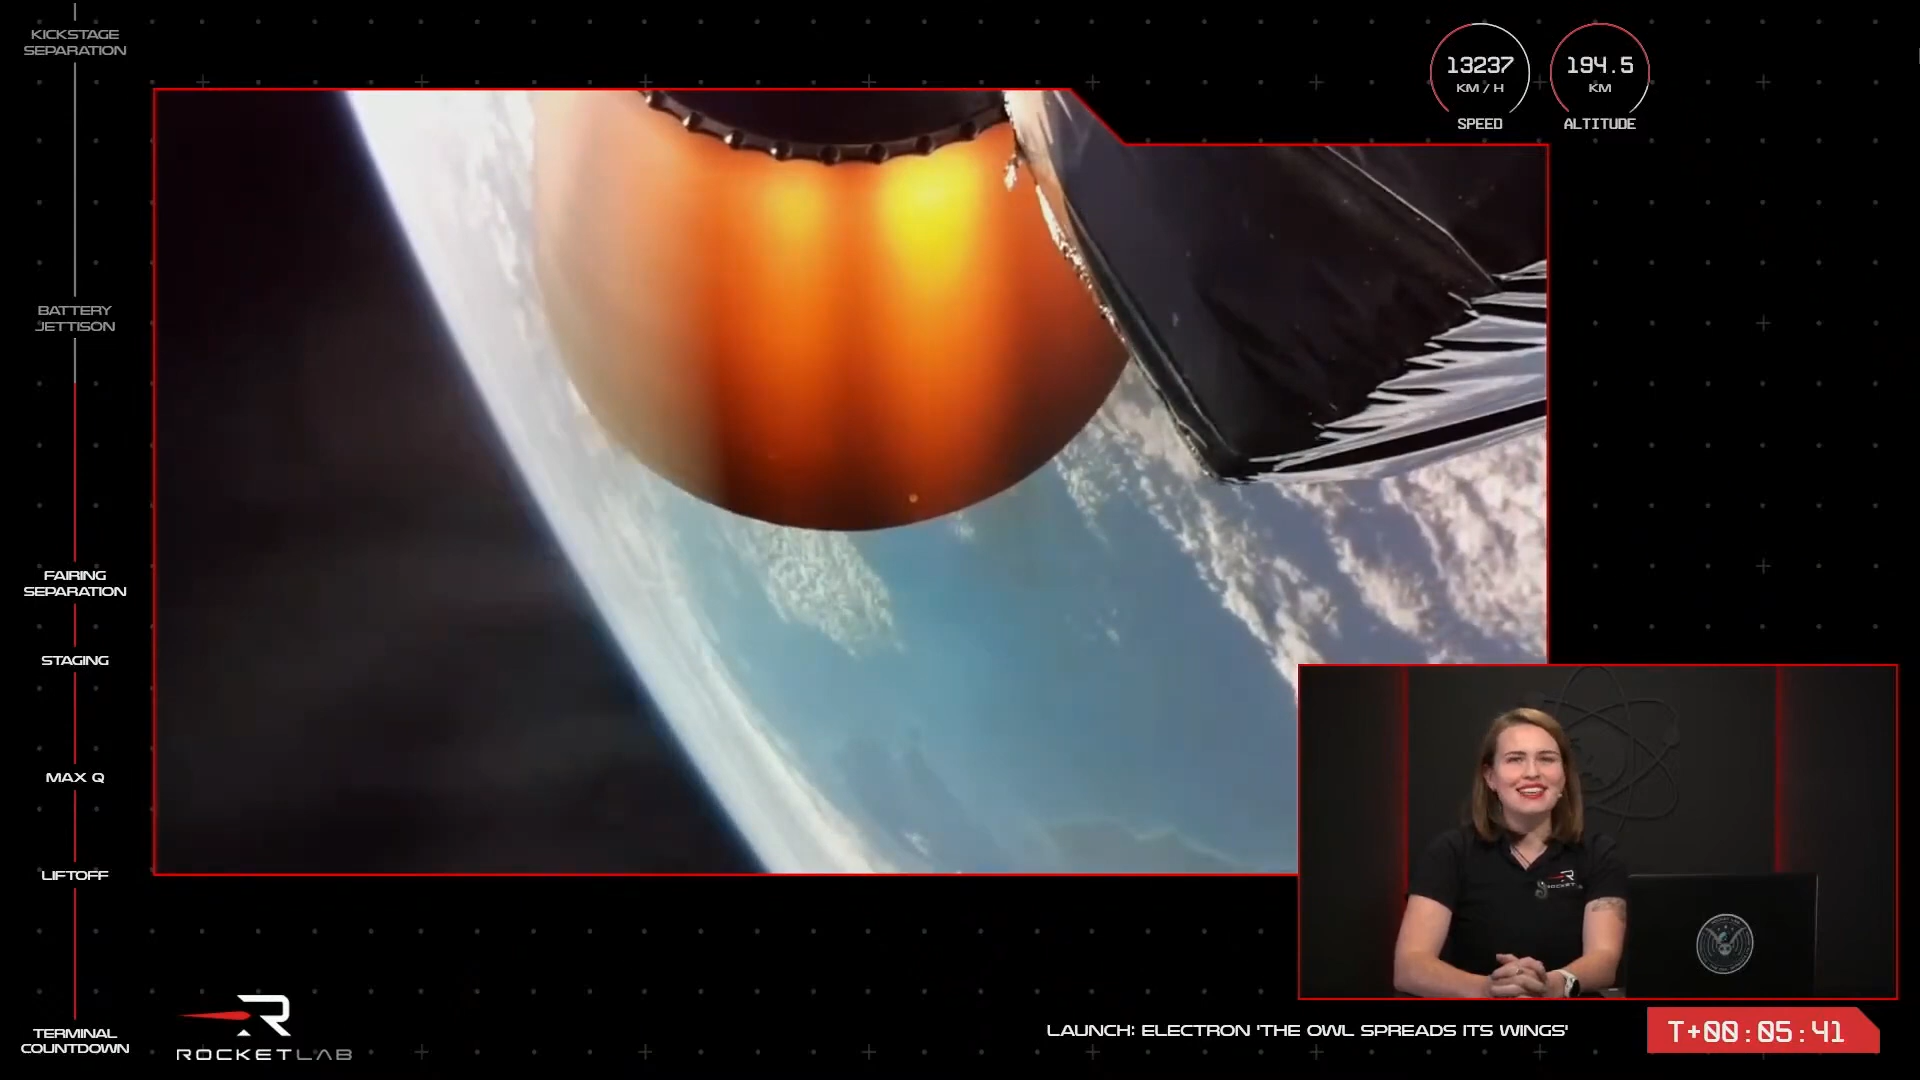 KICKSTAGE
SEPARATION
BATTERY
JETTISON
FAIRING
SEPARATION
STAGING
MAX Q
LIFTOFF
TERMINAL
COUNTDOWN
13237
KM / H
SPEED
194.5
KM
ALTITUDE
ROCKETLAB
LAUNCH: ELECTRON 'THE OWL SPREADS ITS WINGS'
T+00:05:41